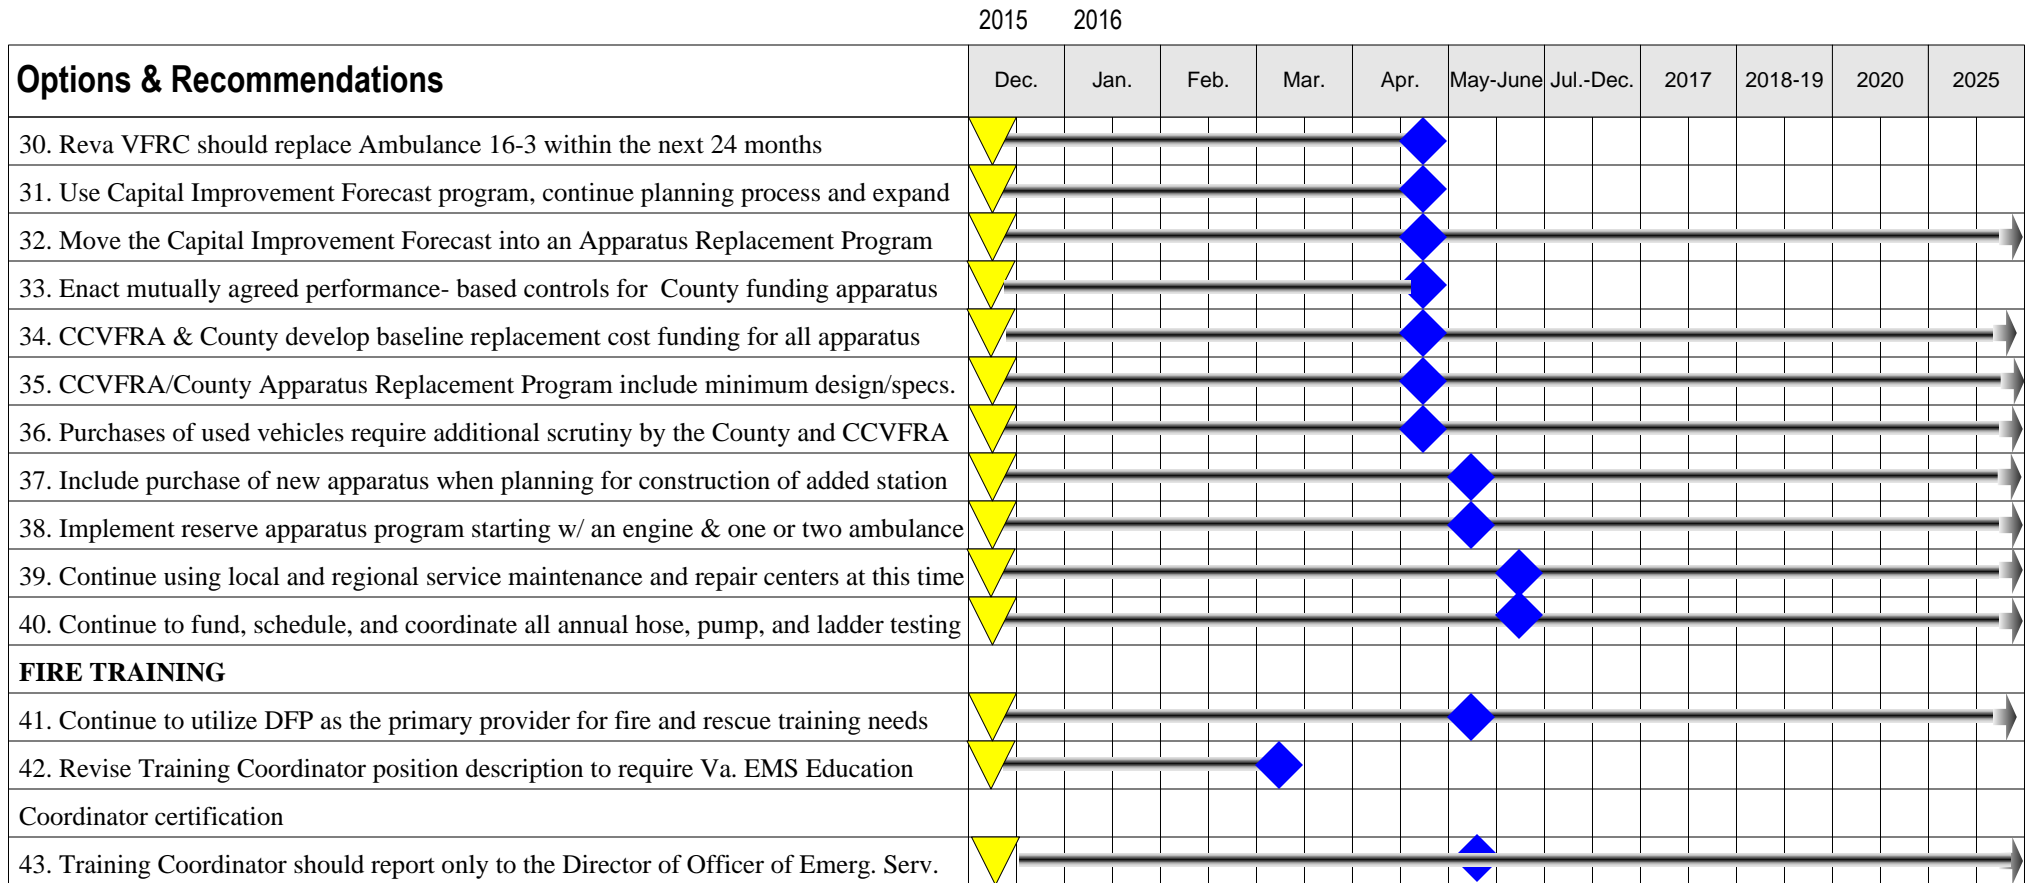 2015 2016
Options & Recommendations Dec. Jan. Feb. Mar. Apr. May-June Jul.-Dec. 2017 2018-19 2020 2025
30. Reva VFRC should replace Ambulance 16-3 within the next 24 months
31. Use Capital Improvement Forecast program, continue planning process and expand
32. Move the Capital Improvement Forecast into an Apparatus Replacement Program
33. Enact mutually agreed performance- based controls for  County funding apparatus
34. CCVFRA & County develop baseline replacement cost funding for all apparatus
35. CCVFRA/County Apparatus Replacement Program include minimum design/specs.
36. Purchases of used vehicles require additional scrutiny by the County and CCVFRA
37. Include purchase of new apparatus when planning for construction of added station
38. Implement reserve apparatus program starting w/ an engine & one or two ambulance
39. Continue using local and regional service maintenance and repair centers at this time
40. Continue to fund, schedule, and coordinate all annual hose, pump, and ladder testing
FIRE TRAINING
41. Continue to utilize DFP as the primary provider for fire and rescue training needs
42. Revise Training Coordinator position description to require Va. EMS Education
Coordinator certification
43. Training Coordinator should report only to the Director of Officer of Emerg. Serv.